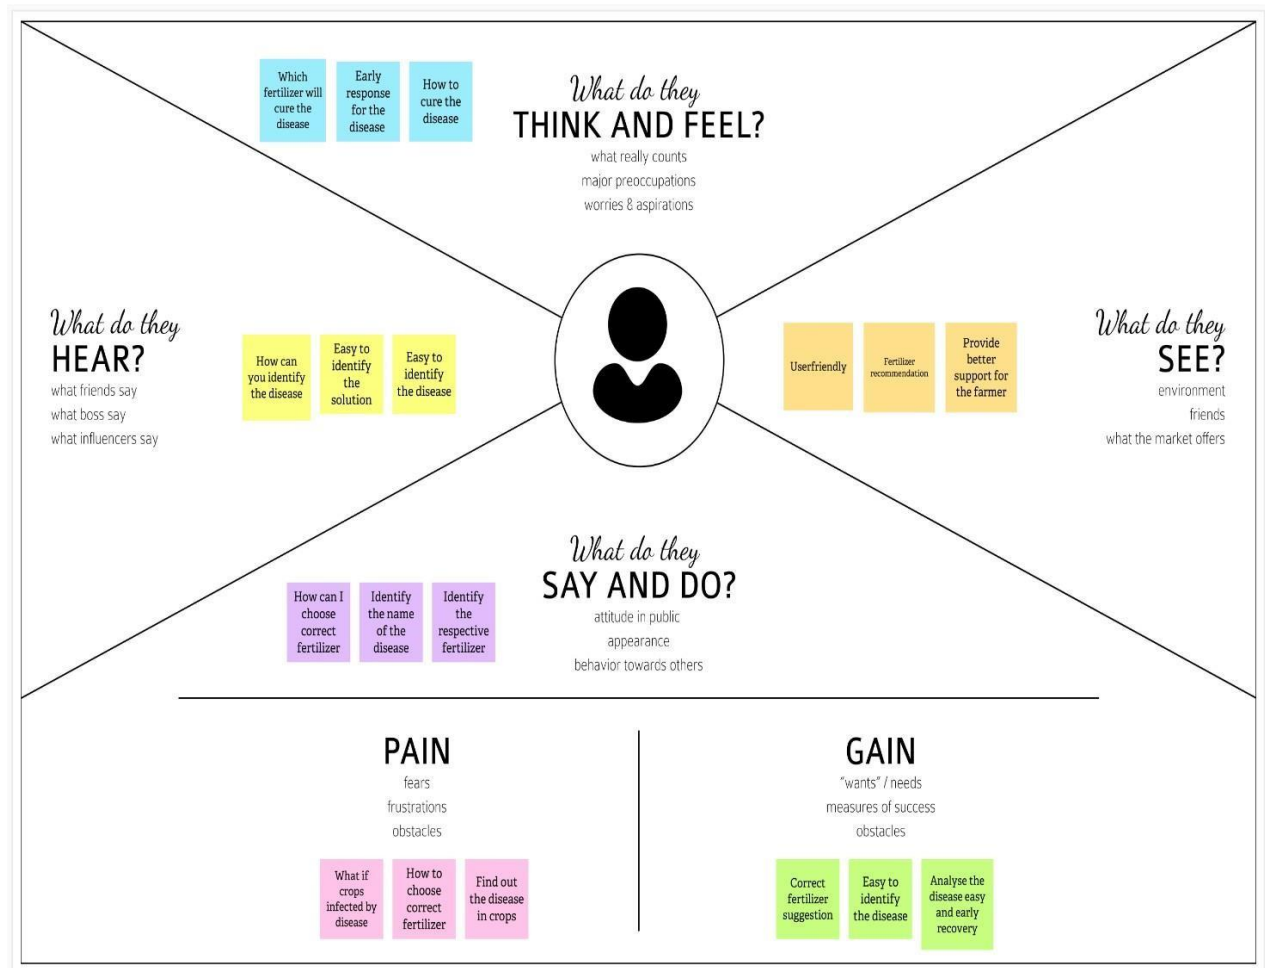 Which
fertilizer will
cure the
disease
Early
response
for the
disease
How to
cure the
disease
What do they
THINK AND FEEL?
what really counts
major preoccupations
worries & aspirations
What do they
HEAR?
what friends say
what boss say
what influencers say
How can
you identify
the disease
Easy to
identify
the
solution
Easy to
identify
the disease
Userfriendly
Fertilizer
recommendation
Provide
better
support for
the farmer
What do they
SEE?
environment
friends
what the market offers
What do they
SAY AND DO?
attitude in public
appearance
behavior towards others
How can I
choose
correct
fertilizer
Identify
the name
of the
disease
Identify
the
respective
fertilizer
PAIN
fears
frustrations
obstacles
What if
crops
infected by
disease
How to
choose
correct
fertilizer
Find out
the disease
in crops
GAIN
"wants" / needs
measures of success
obstacles
Correct
fertilizer
suggestion
Easy to
identify
the disease
Analyse the
disease easy
and early
recovery